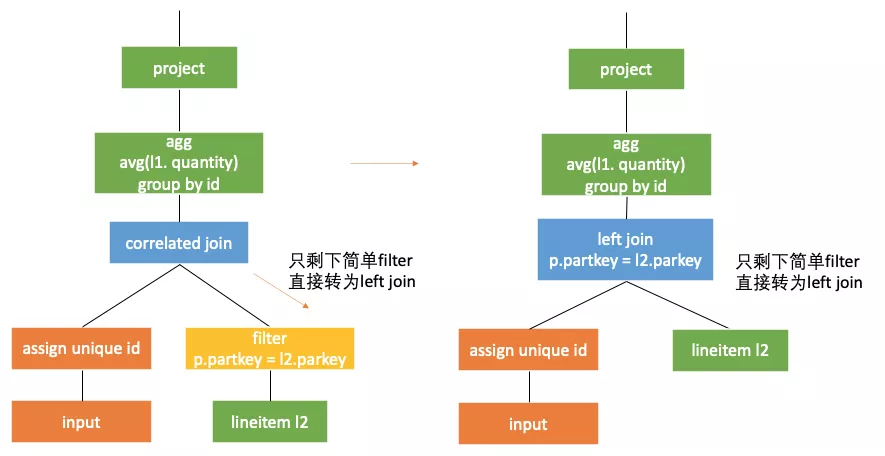 project
agg
avg(l1. quantity)
group by id
correlated join
只剩下简单filter
直接转为left join
assign unique id
filter
p.partkey = l2.parkey
input
lineitem l2
project
agg
avg(l1. quantity)
group by id
left join
p.partkey = l2.parkey
只剩下简单filter
直接转为left join
assign unique id
lineitem l2
input